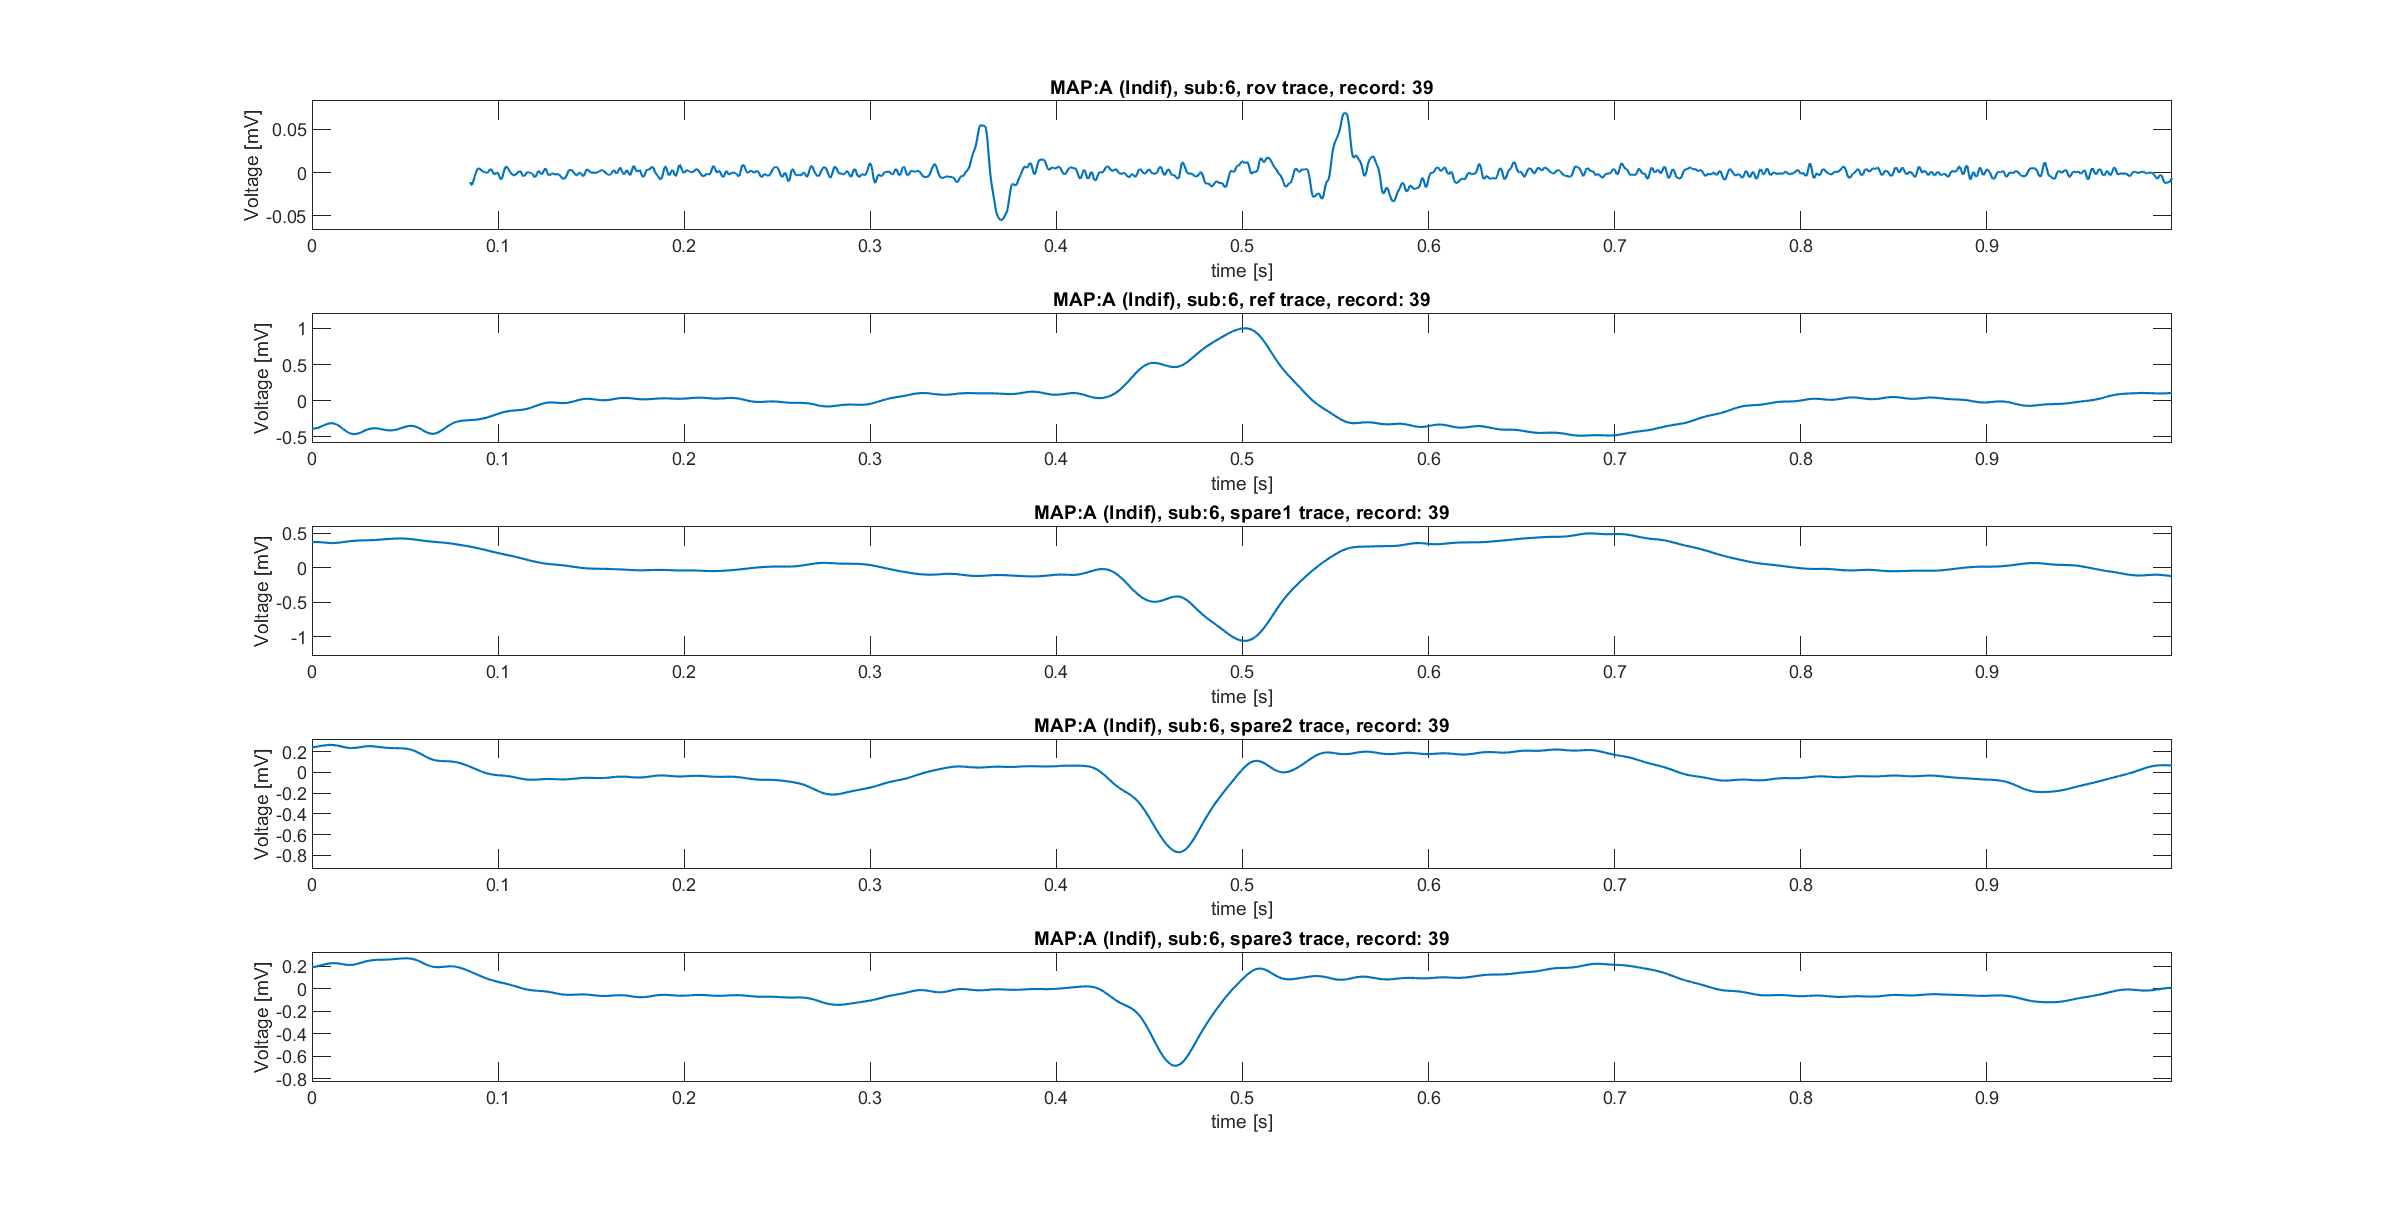 MAP:A (Indif), sub:6, rov trace, record: 39
Voltage [mV]
0.05
0
-0.05
0 0.1 0.2 0.3 0.4 0.5 0.6 0.7 0.8 0.9
time [s]
MAP:A (Indif), sub:6, ref trace, record: 39
Voltage [mV]
1
0.5
0
-0.5
0 0.1 0.2 0.3 0.4 0.5 0.6 0.7 0.8 0.9
time [s]
MAP:A (Indif), sub:6, spare1 trace, record: 39
Voltage [mV]
0.5
0
-0.5
-1
0 0.1 0.2 0.3 0.4 0.5 0.6 0.7 0.8 0.9
time [s]
MAP:A (Indif), sub:6, spare2 trace, record: 39
Voltage [mV]
0.2
0
-0.2
-0.4
-0.6
-0.8
0 0.1 0.2 0.3 0.4 0.5 0.6 0.7 0.8 0.9
time [s]
MAP:A (Indif), sub:6, spare3 trace, record: 39
Voltage [mV]
0.2
0
-0.2
-0.4
-0.6
-0.8
0 0.1 0.2 0.3 0.4 0.5 0.6 0.7 0.8 0.9
time [s]